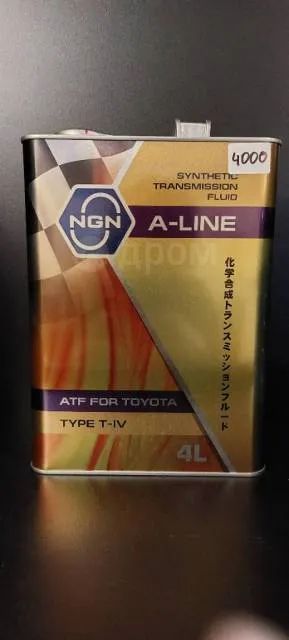 4000
SYNTHETIC
TRANSMISSION
FLUID
NGN
A-LINE
дром
化学合成トランスミッションフルード
ATF FOR TOYOTA
TYPE T-IV
4L